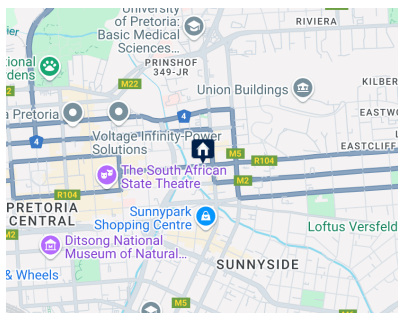 University
of Pretoria:
Basic Medical
Sciences...
RIVIERA
onal
dens
PRINSHOF
349-JR
M22
Union Buildings
KILBER
a Pretoria
4
EASTWO
Voltage Infinity-Power
Solutions
4
M5
R104
L
EASTCLIFF
The South African
State Theatre
M2
R104
PRETORIA
CENTRAL
Sunnypark
Shopping Centre
Loftus Versfeld
M2
Ditsong National
Museum of Natural...
& Wheels
SUNNYSIDE
M5